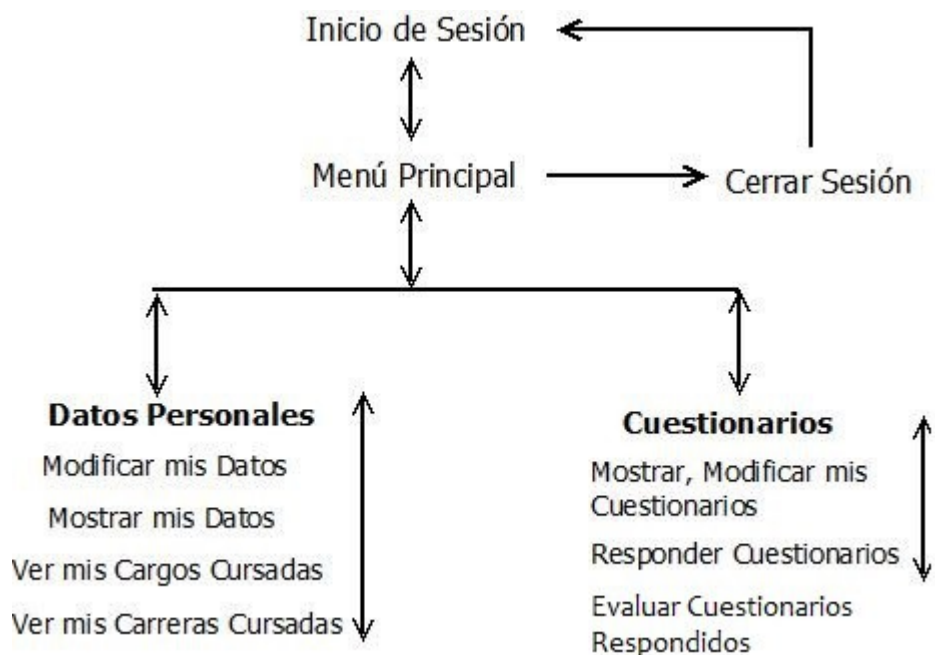 Inicio de Sesión
Menú Principal
Cerrar Sesión
Datos Personales
Modificar mis Datos
Mostrar mis Datos
Ver mis Cargos Cursadas
Ver mis Carreras Cursadas
Cuestionarios
Mostrar, Modificar mis
Cuestionarios
Responder Cuestionarios
Evaluar Cuestionarios
Respondidos